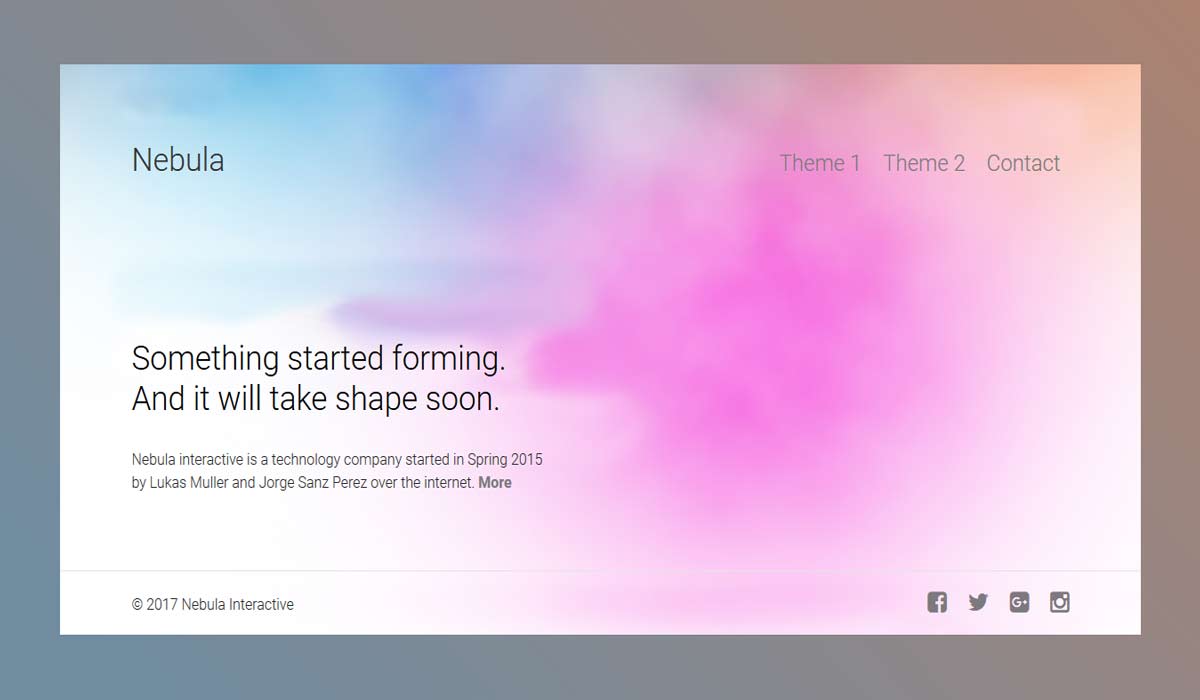 Nebula
Theme 1 Theme 2 Contact
Something started forming.
And it will take shape soon.
Nebula interactive is a technology company started in Spring 2015
by Lukas Muller and Jorge Sanz Perez over the internet. More
© 2017 Nebula Interactive